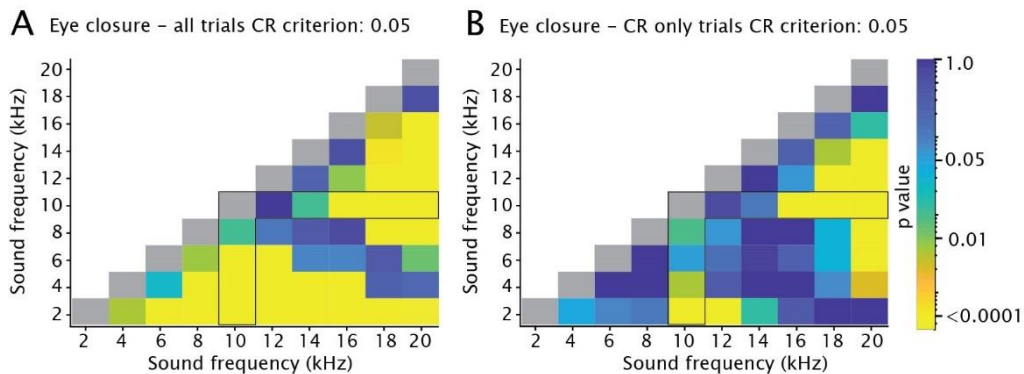 A Eye closure – all trials CR criterion: 0.05
B Eye closure – CR only trials CR criterion: 0.05
Sound frequency (kHz)
20
18
16
14
12
10
8
6
4
2
2 4 6 8 10 12 14 16 18 20
Sound frequency (kHz)
Sound frequency (kHz)
20
18
16
14
12
10
8
6
4
2
2 4 6 8 10 12 14 16 18 20
Sound frequency (kHz)
1.0
0.05
0.01
<0.0001
p value